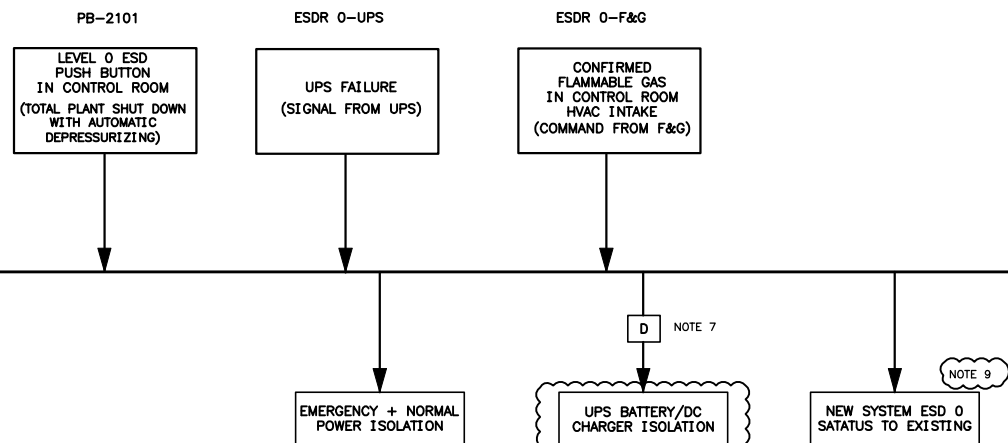 PB-2101
ESDR 0-UPS
ESDR 0-F&G
LEVEL 0 ESD
PUSH BUTTON
IN CONTROL ROOM
(TOTAL PLANT SHUT DOWN
WITH AUTOMATIC
DEPRESSURIZING)
UPS FAILURE
(SIGNAL FROM UPS)
CONFIRMED
FLAMMABLE GAS
IN CONTROL ROOM
HVAC INTAKE
(COMMAND FROM F&G)
D
NOTE 7
NOTE 9
EMERGENCY + NORMAL
POWER ISOLATION
UPS BATTERY/DC
CHARGER ISOLATION
NEW SYSTEM ESD 0
SATATUS TO EXISTING